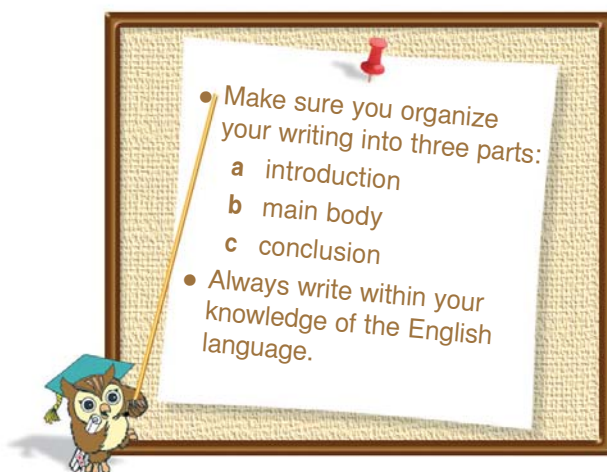 ● Make sure you organize
your writing into three parts:
a introduction
b main body
c conclusion
● Always write within your
knowledge of the English
language.